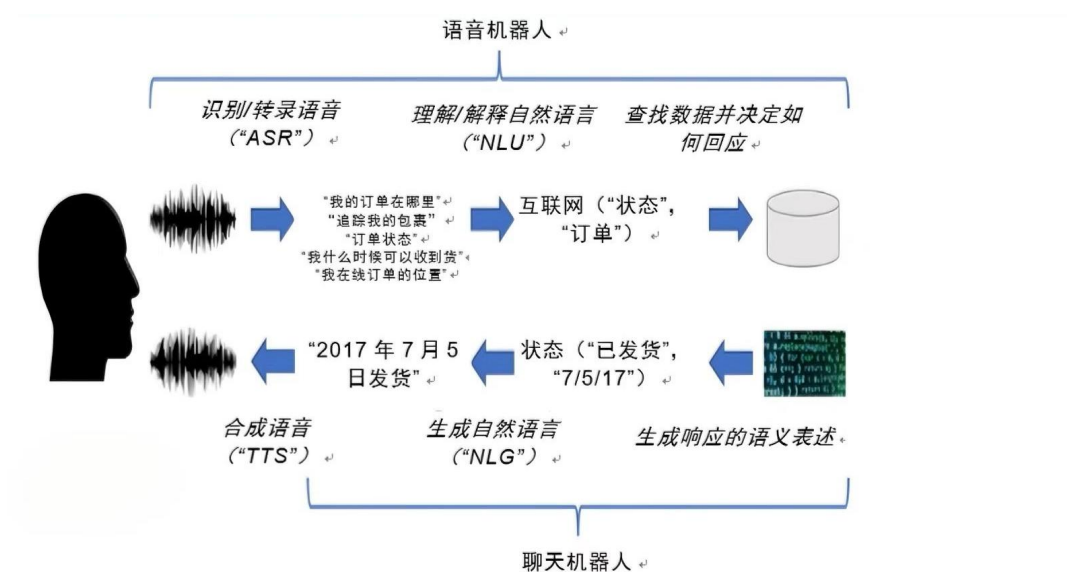 语音机器人
识别/转录语音
（“ASR”）
理解/解释自然语言
（“NLU”）
查找数据并决定如
何回应
“我的订单在哪里”
“追踪我的包裹”
“订单状态”
“我什么时候可以收到货”
“我在线订单的位置”
互联网（“状态”，
“订单”）
“2017 年 7 月 5
日发货”
状态（“已发货”，
“7/5/17”）
合成语音
（“TTS”）
生成自然语言
（“NLG”）
生成响应的语义表述
聊天机器人